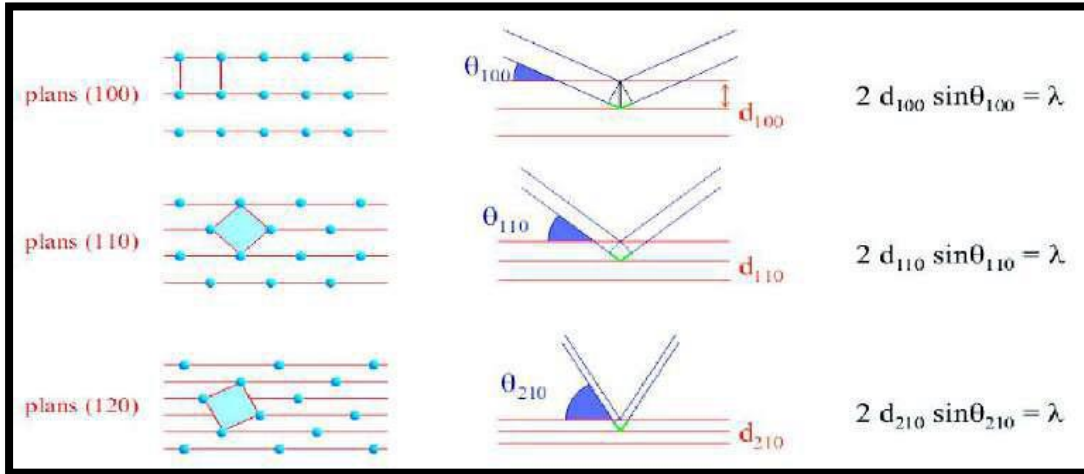 plans (100)
θ100
d100
2 d100 sinθ100 = λ
plans (110)
θ110
d110
2 d110 sinθ110 = λ
plans (120)
θ210
d210
2 d210 sinθ210 = λ